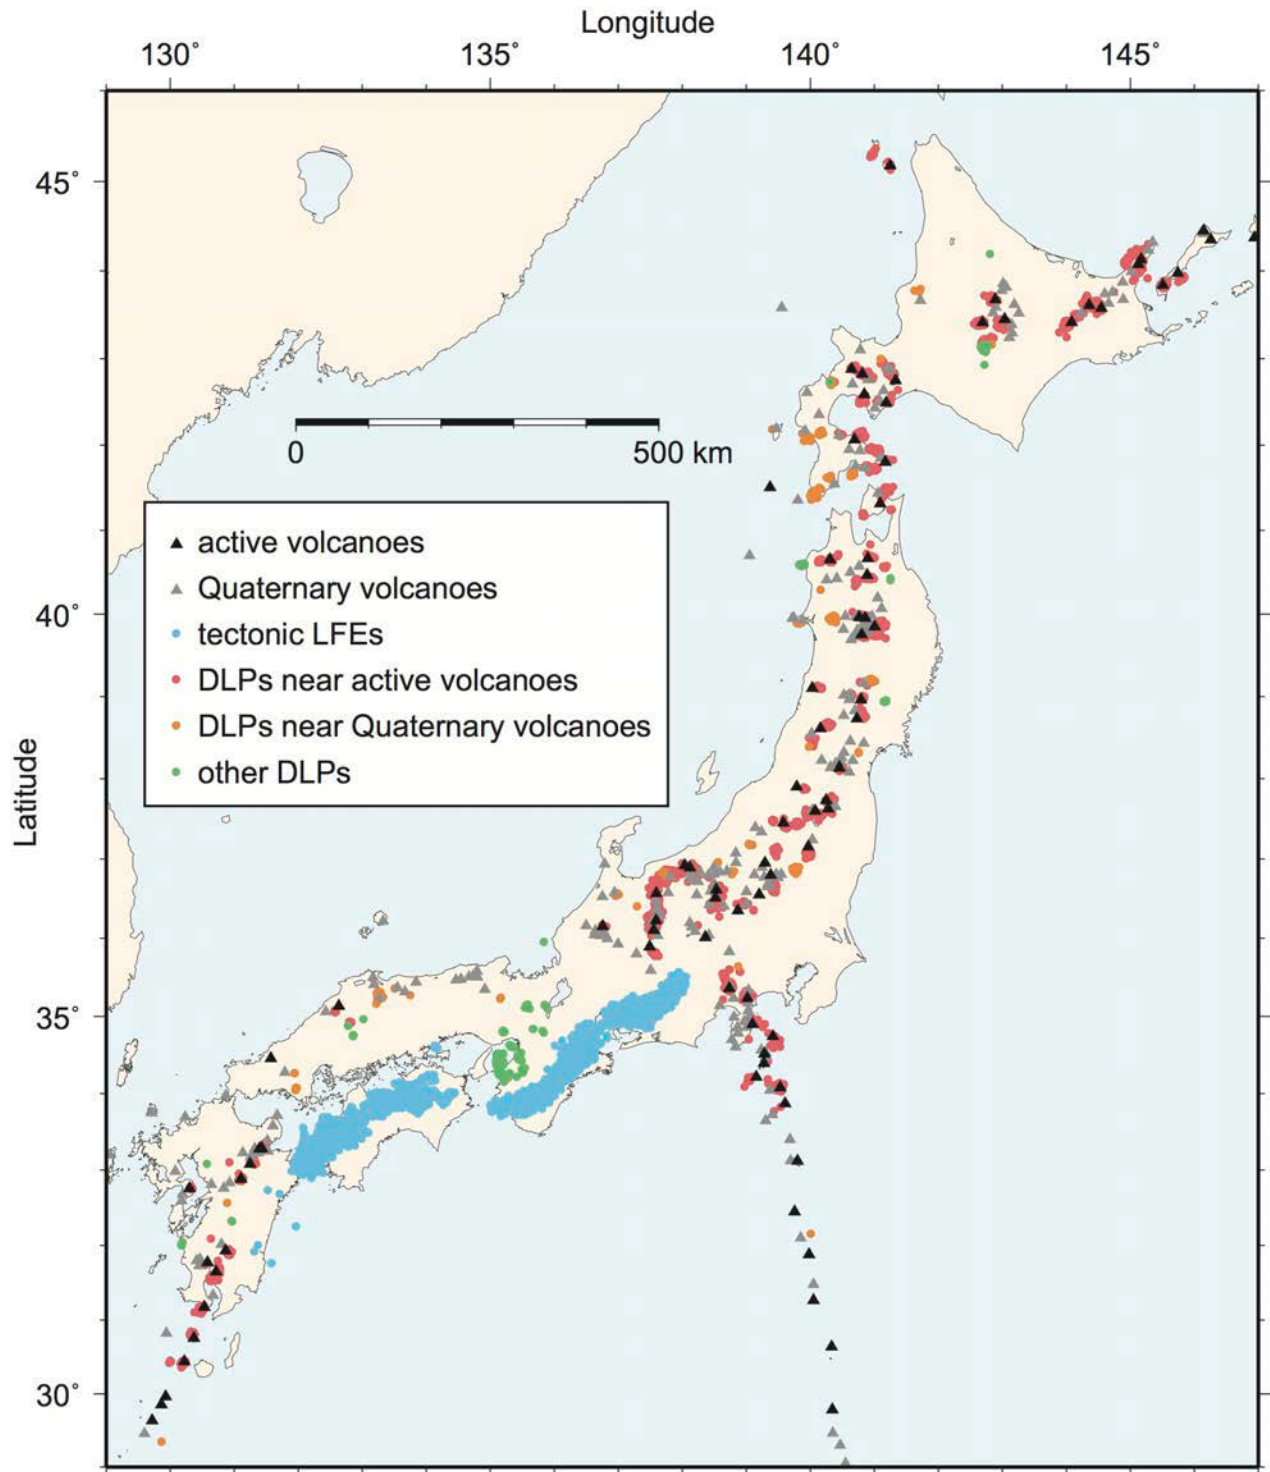 Longitude
130° 135° 140° 145°
45°
0 500 km
active volcanoes
Quaternary volcanoes
40°
tectonic LFEs
DLPs near active volcanoes
DLPs near Quaternary volcanoes
other DLPs
Latitude
35°
30°